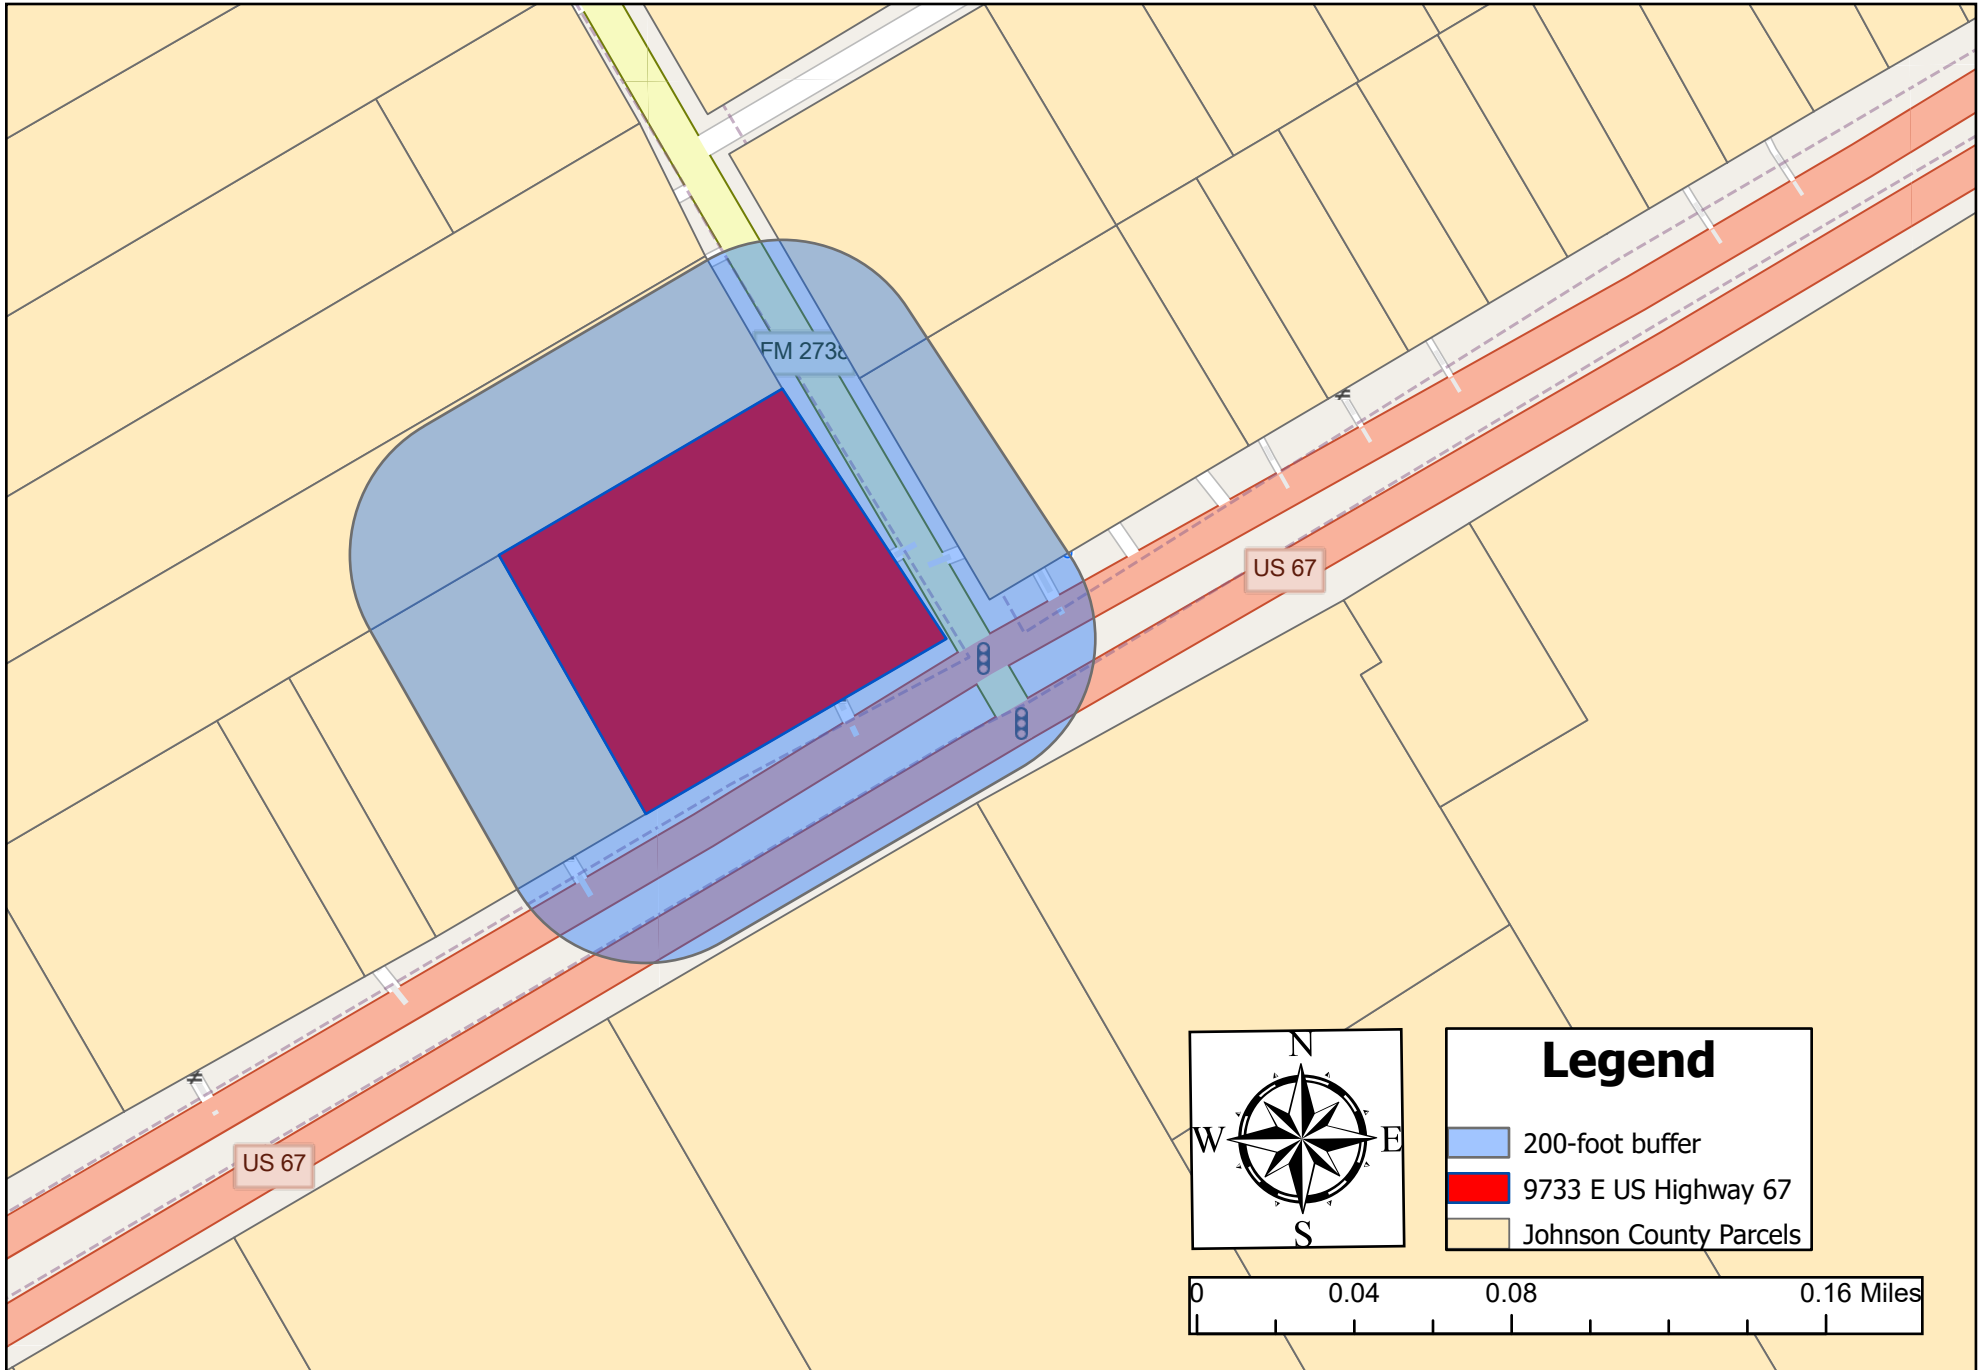 FM 2738
US 67
US 67
N
W
E
S
Legend
200-foot buffer
9733 E US Highway 67
Johnson County Parcels
0 0.04 0.08 0.16 Miles